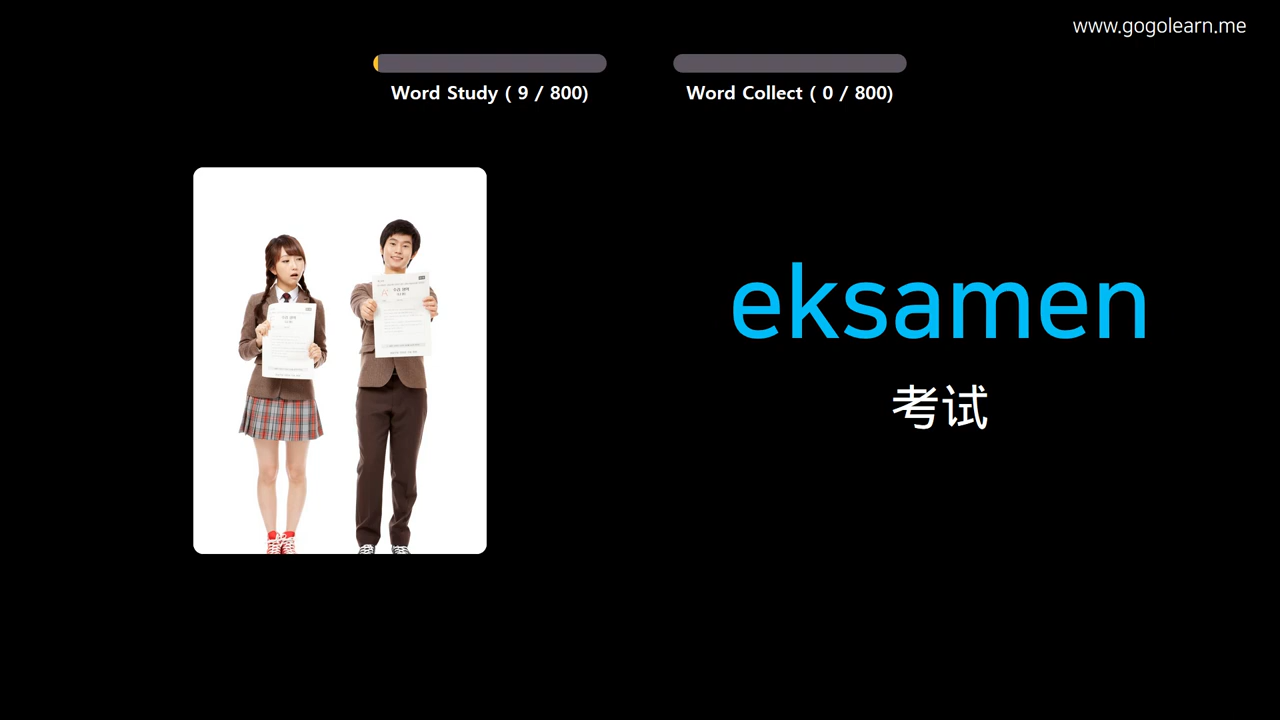 www.gogolearn.me
Word Study ( 9 / 800)
Word Collect ( 0 / 800)
eksamen
考试